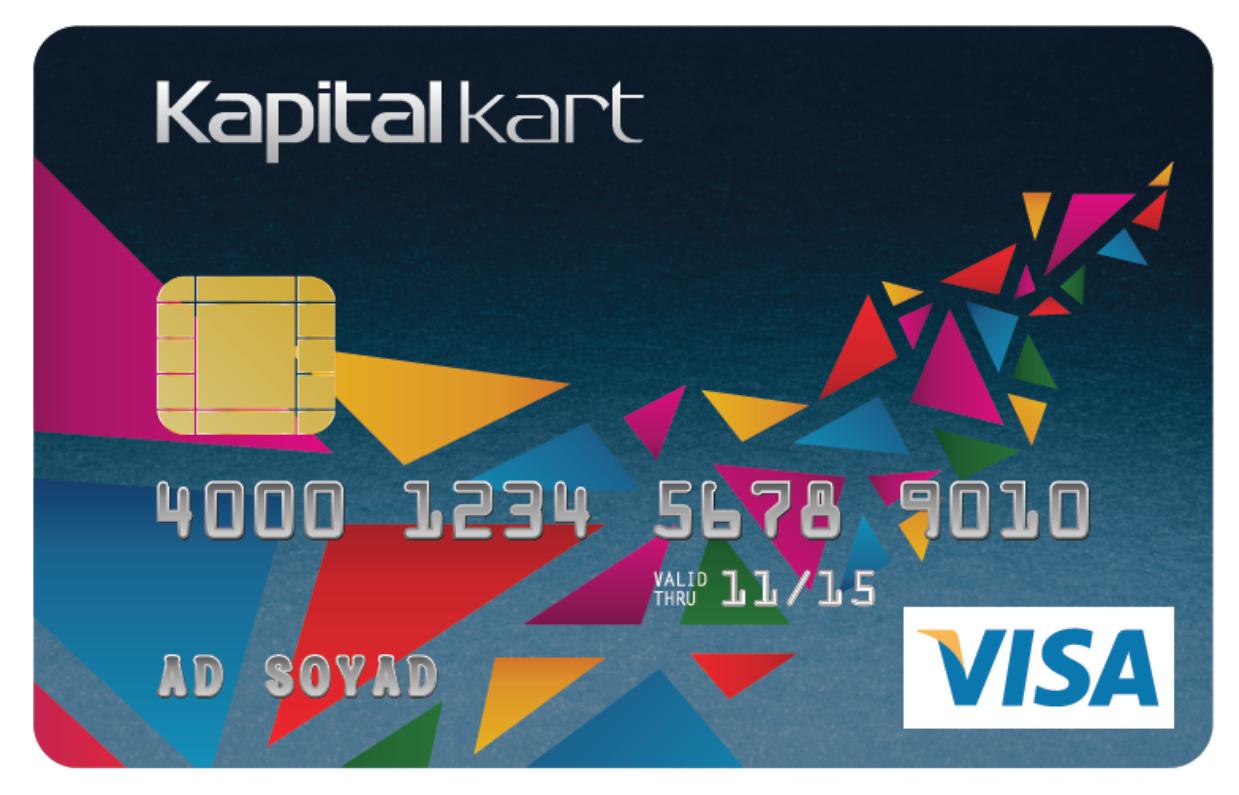 Kapital kart
4000 1234 5678 9010
VALID THRU 11/15
AD SOYAD
VISA